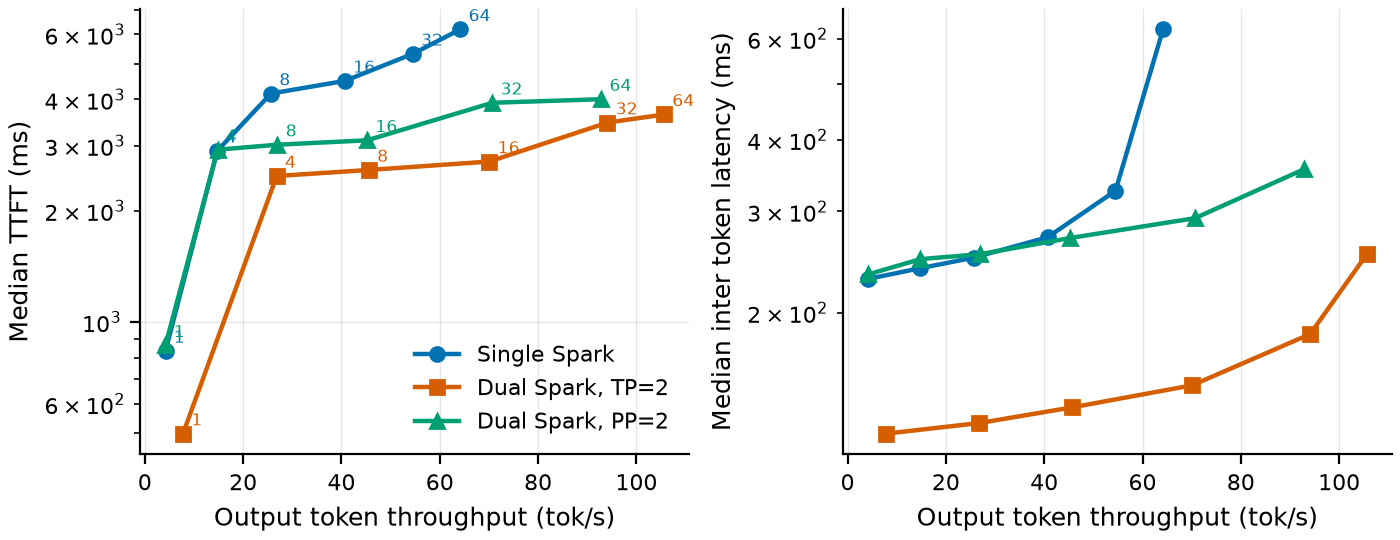 Median TTFT (ms)
6 × 10³
4 × 10³
3 × 10³
2 × 10³
10³
6 × 10²
64
32
16
8
4
1
1
64
32
16
8
64
32
16
8
4
1
Single Spark
Dual Spark, TP=2
Dual Spark, PP=2
0 20 40 60 80 100
Output token throughput (tok/s)
Median inter token latency (ms)
6 × 10²
4 × 10²
3 × 10²
2 × 10²
0 20 40 60 80 100
Output token throughput (tok/s)